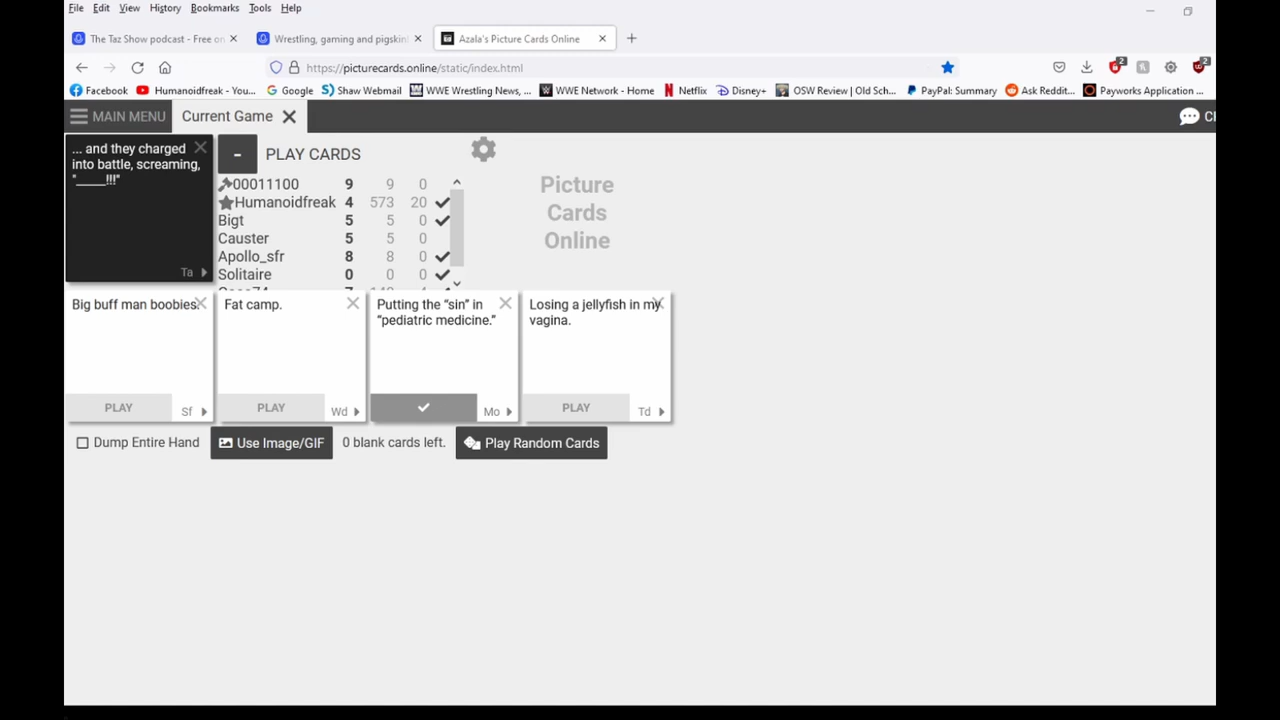 File Edit View History Bookmarks Tools Help
The Taz Show podcast - Free on
Wrestling, gaming and pigskin
Azala's Picture Cards Online
https://picturecards.online/static/index.html
2
2
Facebook Humanoidfreak - You... Google Shaw Webmail WWE Wrestling News, ... WWE Network - Home Netflix Disney+ OSW Review | Old Sch... PayPal: Summary Ask Reddit... Payworks Application ...
MAIN MENU Current Game
... and they charged
into battle, screaming,
"_____!!!"
Ta
- PLAY CARDS
00011100 9 9 0
Humanoidfreak 4 573 20
Bigt 5 5 0
Causter 5 5 0
Apollo_sfr 8 8 0
Solitaire 0 0 0
Picture
Cards
Online
Big buff man boobies.
PLAY Sf
Fat camp.
PLAY Wd
Putting the “sin” in
“pediatric medicine.”
Mo
Losing a jellyfish in my
vagina.
PLAY Td
Dump Entire Hand Use Image/GIF 0 blank cards left. Play Random Cards